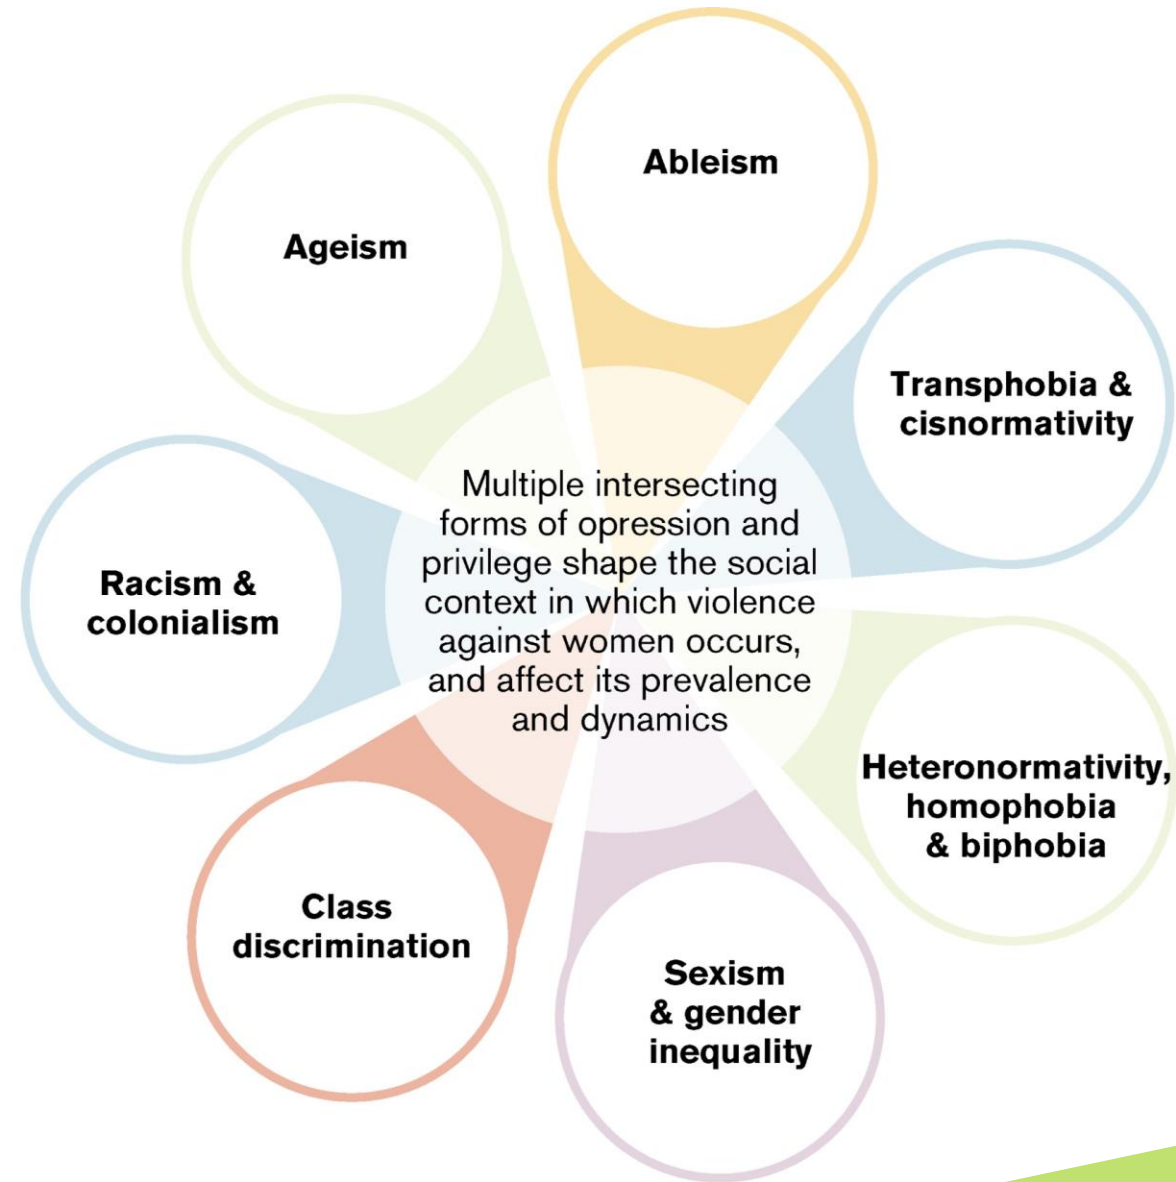 Ableism
Transphobia &
cisnormativity
Heteronormativity,
homophobia
& biphobia
Sexism
& gender
inequality
Class
discrimination
Racism &
colonialism
Ageism
Multiple intersecting
forms of opression and
privilege shape the social
context in which violence
against women occurs,
and affect its prevalence
and dynamics